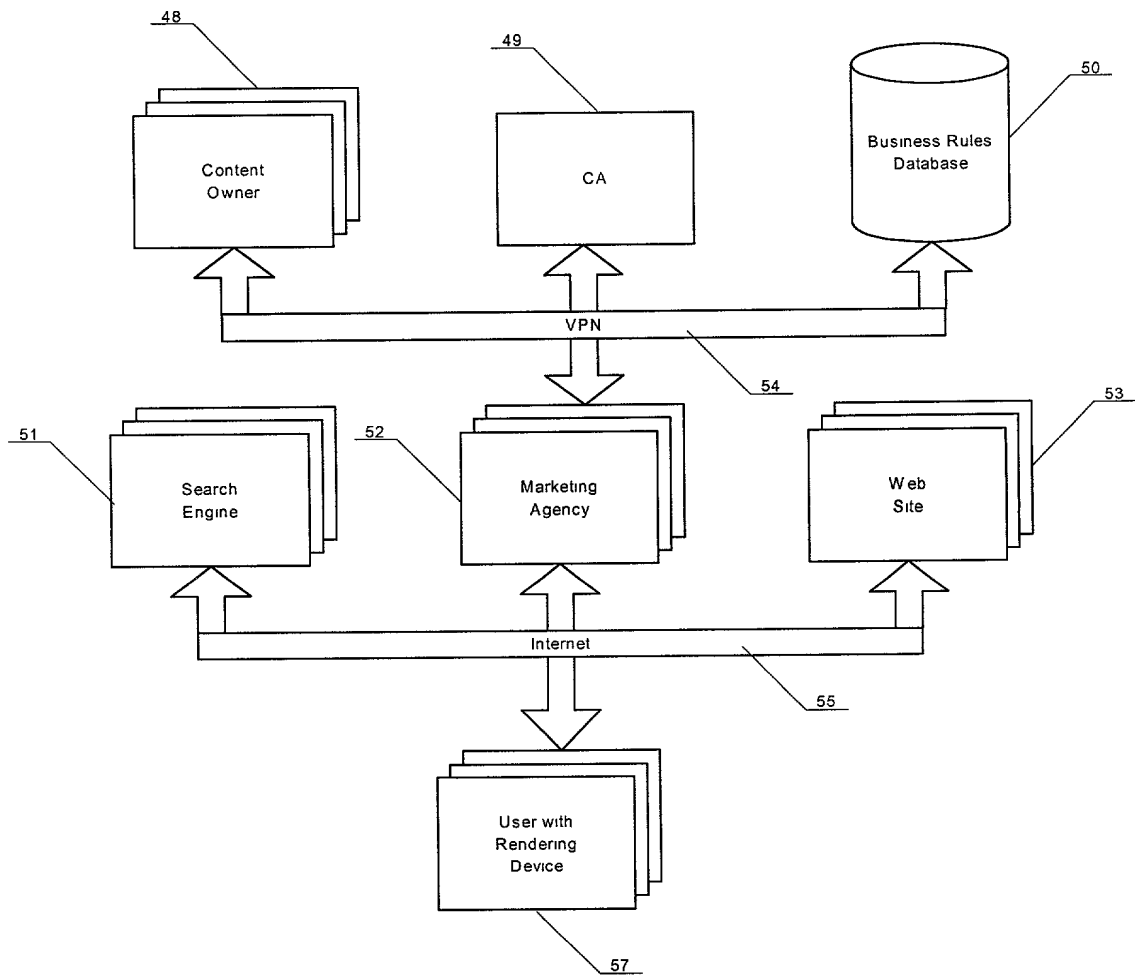 48
49
50
Content
Owner
CA
Business Rules
Database
VPN
54
51
52
53
Search
Engine
Marketing
Agency
Web
Site
Internet
55
User with
Rendering
Device
57